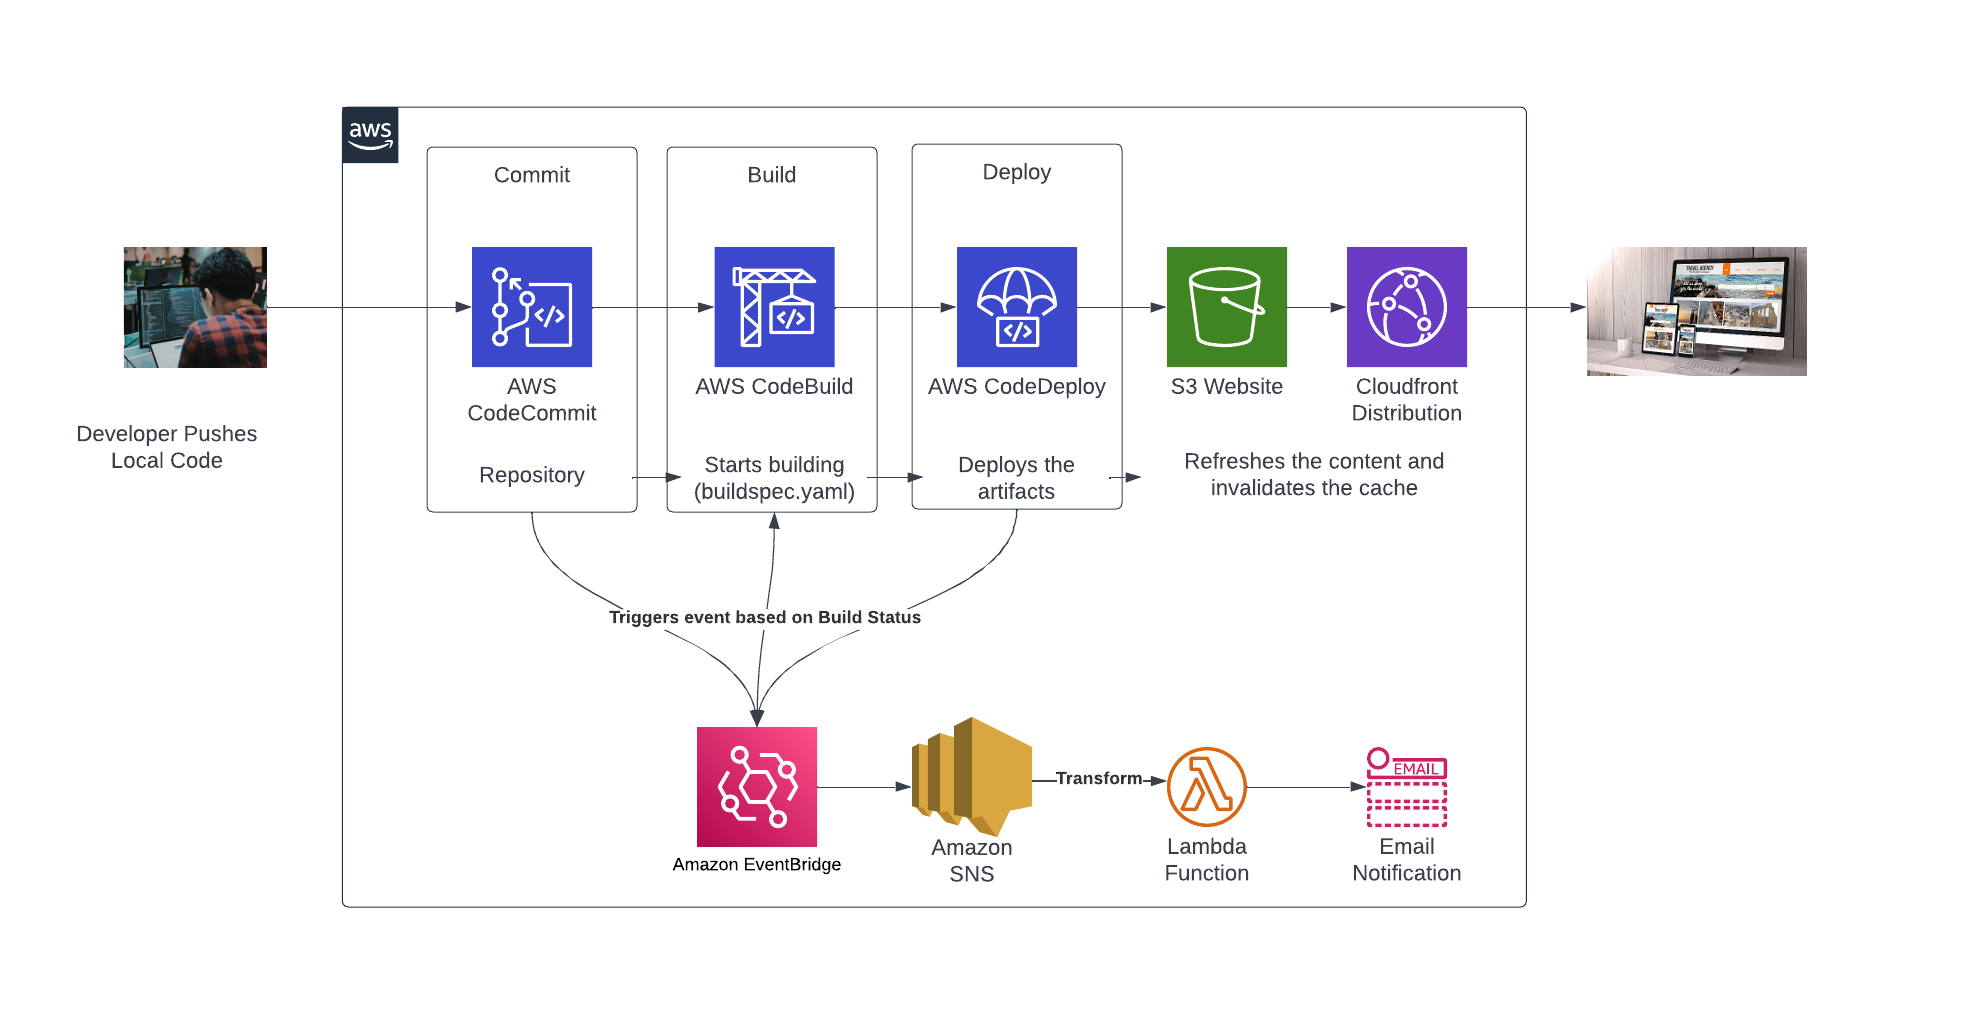 aws
Commit
Build
Deploy
AWS
CodeCommit
AWS CodeBuild
AWS CodeDeploy
S3 Website
Cloudfront
Distribution
TRAVEL AGENCY
Developer Pushes
Local Code
Repository
Starts building
(buildspec.yaml)
Deploys the
artifacts
Refreshes the content and
invalidates the cache
Triggers event based on Build Status
Amazon EventBridge
Amazon
SNS
Transform
Lambda
Function
EMAIL
Email
Notification